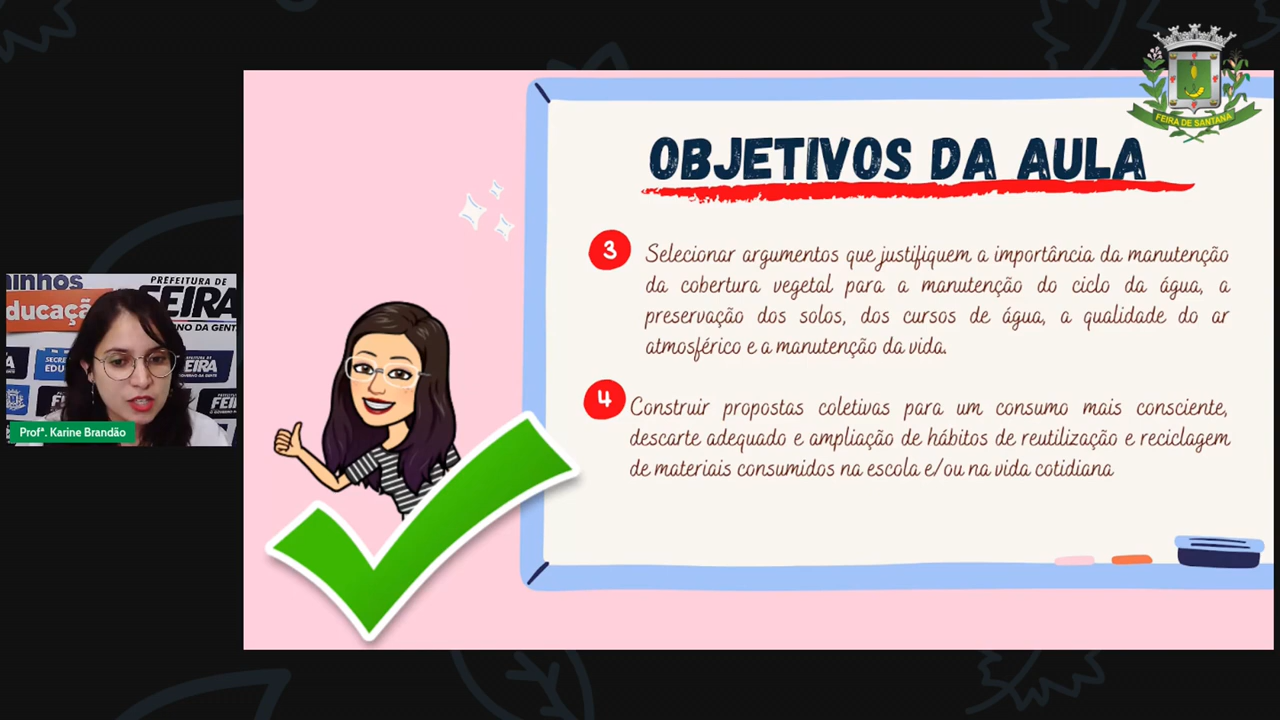 FEIRA DE SANTANA
OBJETIVOS DA AULA
3
Selecionar argumentos que justifiquem a importância da manutenção
da cobertura vegetal para a manutenção do ciclo da água, a
preservação dos solos, dos cursos de água, a qualidade do ar
atmosférico e a manutenção da vida.
4
Construir propostas coletivas para um consumo mais consciente,
descarte adequado e ampliação de hábitos de reutilização e reciclagem
de materiais consumidos na escola e/ou na vida cotidiana
PREFEITURA DE
FEIRA
Profª. Karine Brandão